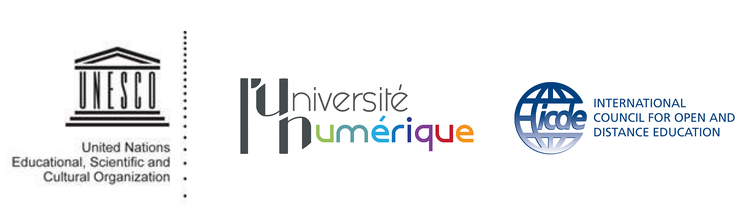 UNESCO
United Nations
Educational, Scientific and
Cultural Organization
l'Université
numérique
icde
INTERNATIONAL
COUNCIL FOR OPEN AND
DISTANCE EDUCATION